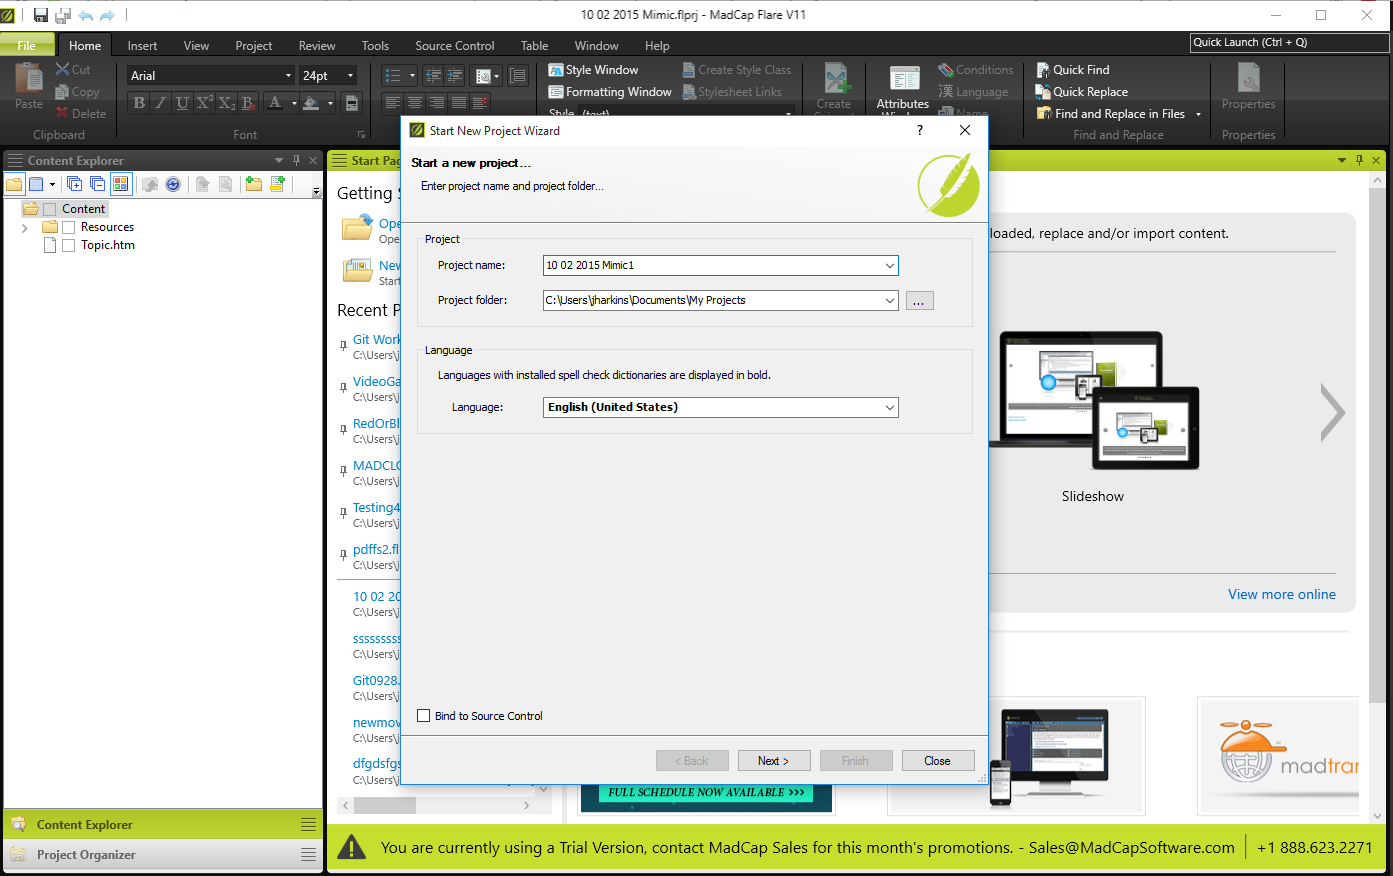 10 02 2015 Mimic.flprj - MadCap Flare V11
File Home Insert View Project Review Tools Source Control Table Window Help
Quick Launch (Ctrl + Q)
Paste
Cut
Copy
Delete
Clipboard
Arial 24pt
B I U X² X₂ B
A
Font
Style Window
Formatting Window
Style (text)
Create Style Class
Stylesheet Links
Create
Attributes
Conditions
Language
Name
Quick Find
Quick Replace
Find and Replace in Files
Find and Replace
Properties
Properties
Content Explorer
Content
Resources
Topic.htm
Content Explorer
Project Organizer
Start Pa
Getting
Ope
Open
New
Start
Recent P
Git Work
C:\Users\j
VideoGa
C:\Users\j
RedOrBl
C:\Users\j
MADCLO
C:\Users\j
Testing4
C:\Users\j
pdffs2.fl
C:\Users\j
10 02 20
C:\Users\j
sssssssss
C:\Users\j
Git0928.
C:\Users\j
newmov
C:\Users\j
dfgdsfgs
C:\Users\j
Start New Project Wizard
Start a new project...
Enter project name and project folder...
Project
Project name: 10 02 2015 Mimic1
Project folder: C:\Users\jharkins\Documents\My Projects ...
Language
Languages with installed spell check dictionaries are displayed in bold.
Language: English (United States)
Bind to Source Control
< Back Next > Finish Close
loaded, replace and/or import content.
Slideshow
View more online
FULL SCHEDULE NOW AVAILABLE >>>
madtran
You are currently using a Trial Version, contact MadCap Sales for this month's promotions. - Sales@MadCapSoftware.com +1 888.623.2271